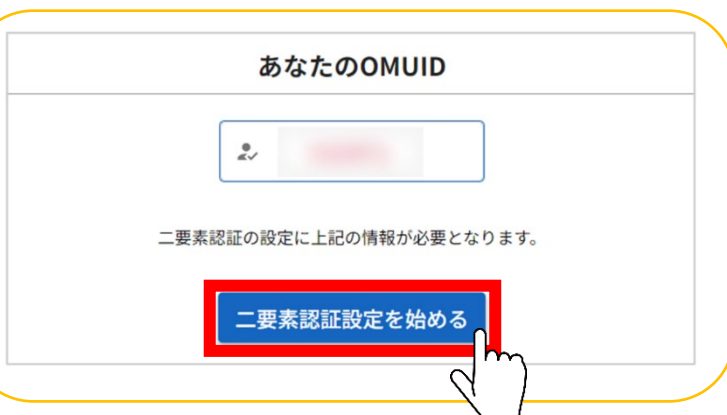 あなたのOMUID
二要素認証の設定に上記の情報が必要となります。
二要素認証設定を始める